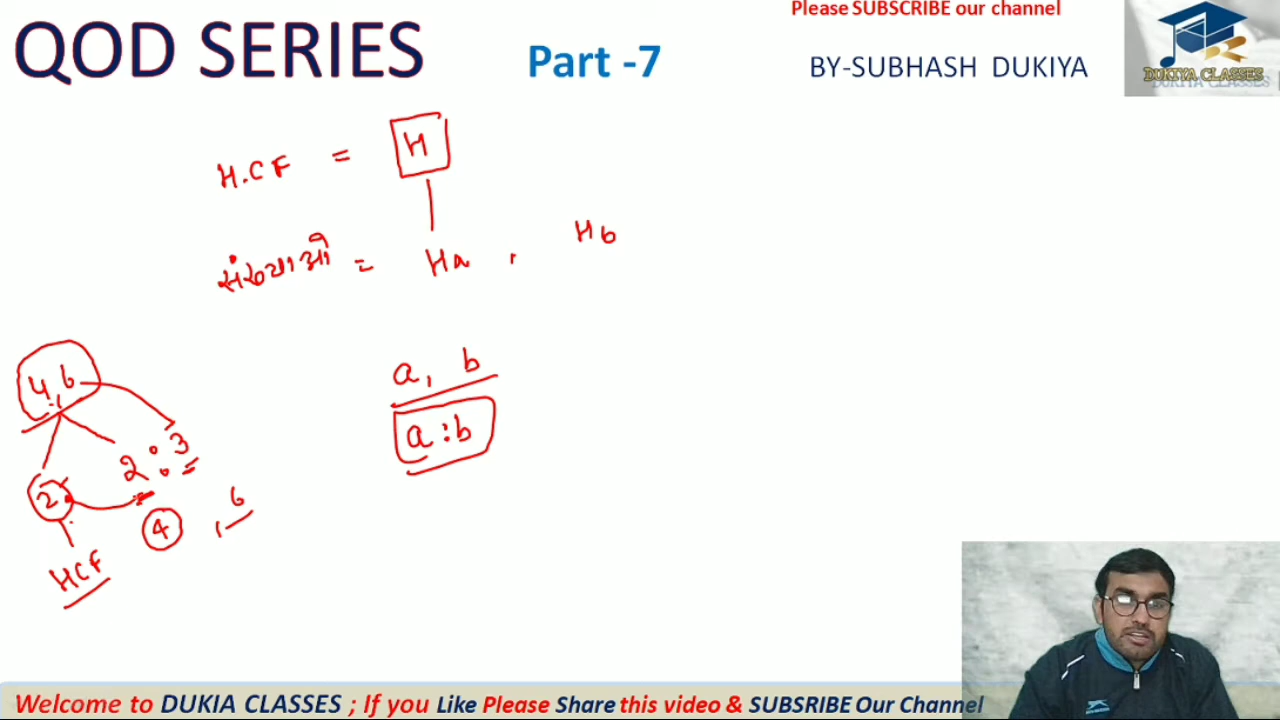 Please SUBSCRIBE our channel
QOD SERIES
Part -7
BY-SUBHASH DUKIYA
DUKIYA CLASSES
H.C.F = H
संख्याओं = Ha , Hb
a, b
a:b
4, 6
2 2 : 3
4 , 6
HCF
Welcome to DUKIA CLASSES ; If you Like Please Share this video & SUBSRIBE Our Channel